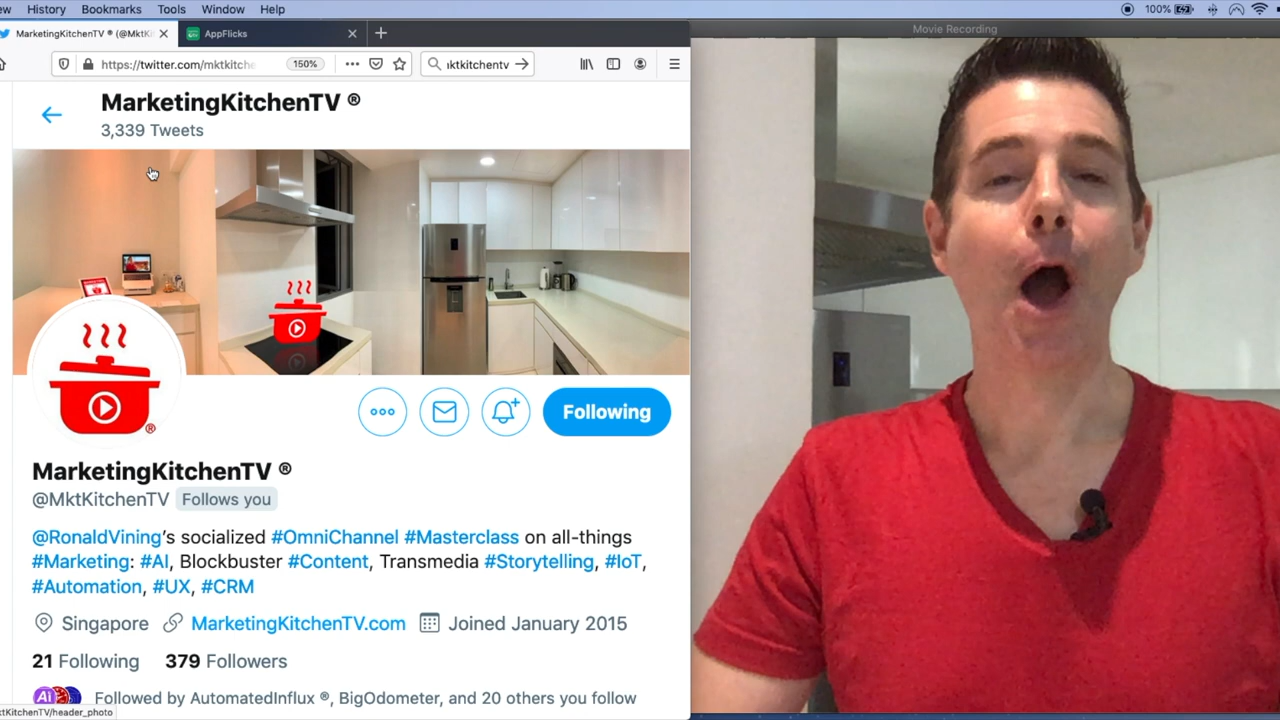 ew History Bookmarks Tools Window Help 100%
Movie Recording
MarketingKitchenTV ® (@MktKi AppFlicks
https://twitter.com/mktkitche 150% ıktkitchentv
MarketingKitchenTV ®
3,339 Tweets
Following
MarketingKitchenTV ®
@MktKitchenTV Follows you
@RonaldVining's socialized #OmniChannel #Masterclass on all-things
#Marketing: #AI, Blockbuster #Content, Transmedia #Storytelling, #IoT,
#Automation, #UX, #CRM
Singapore MarketingKitchenTV.com Joined January 2015
21 Following 379 Followers
Ai Followed by AutomatedInflux ®, BigOdometer, and 20 others you follow
ktKitchenTV/header_photo